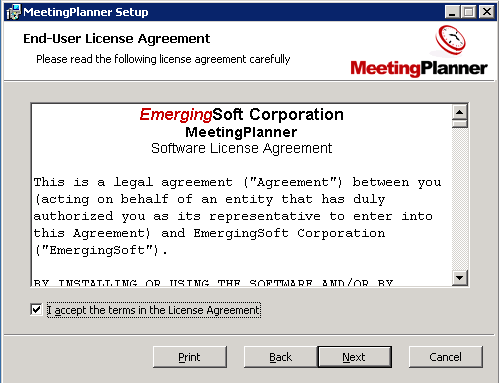 MeetingPlanner Setup
End-User License Agreement
Please read the following license agreement carefully
MeetingPlanner
EmergingSoft Corporation
MeetingPlanner
Software License Agreement
This is a legal agreement ("Agreement") between you
(acting on behalf of an entity that has duly
authorized you as its representative to enter into
this Agreement) and EmergingSoft Corporation
("EmergingSoft").
BY INSTALLING OR USING THE SOFTWARE AND/OR BY
I accept the terms in the License Agreement
Print Back Next Cancel